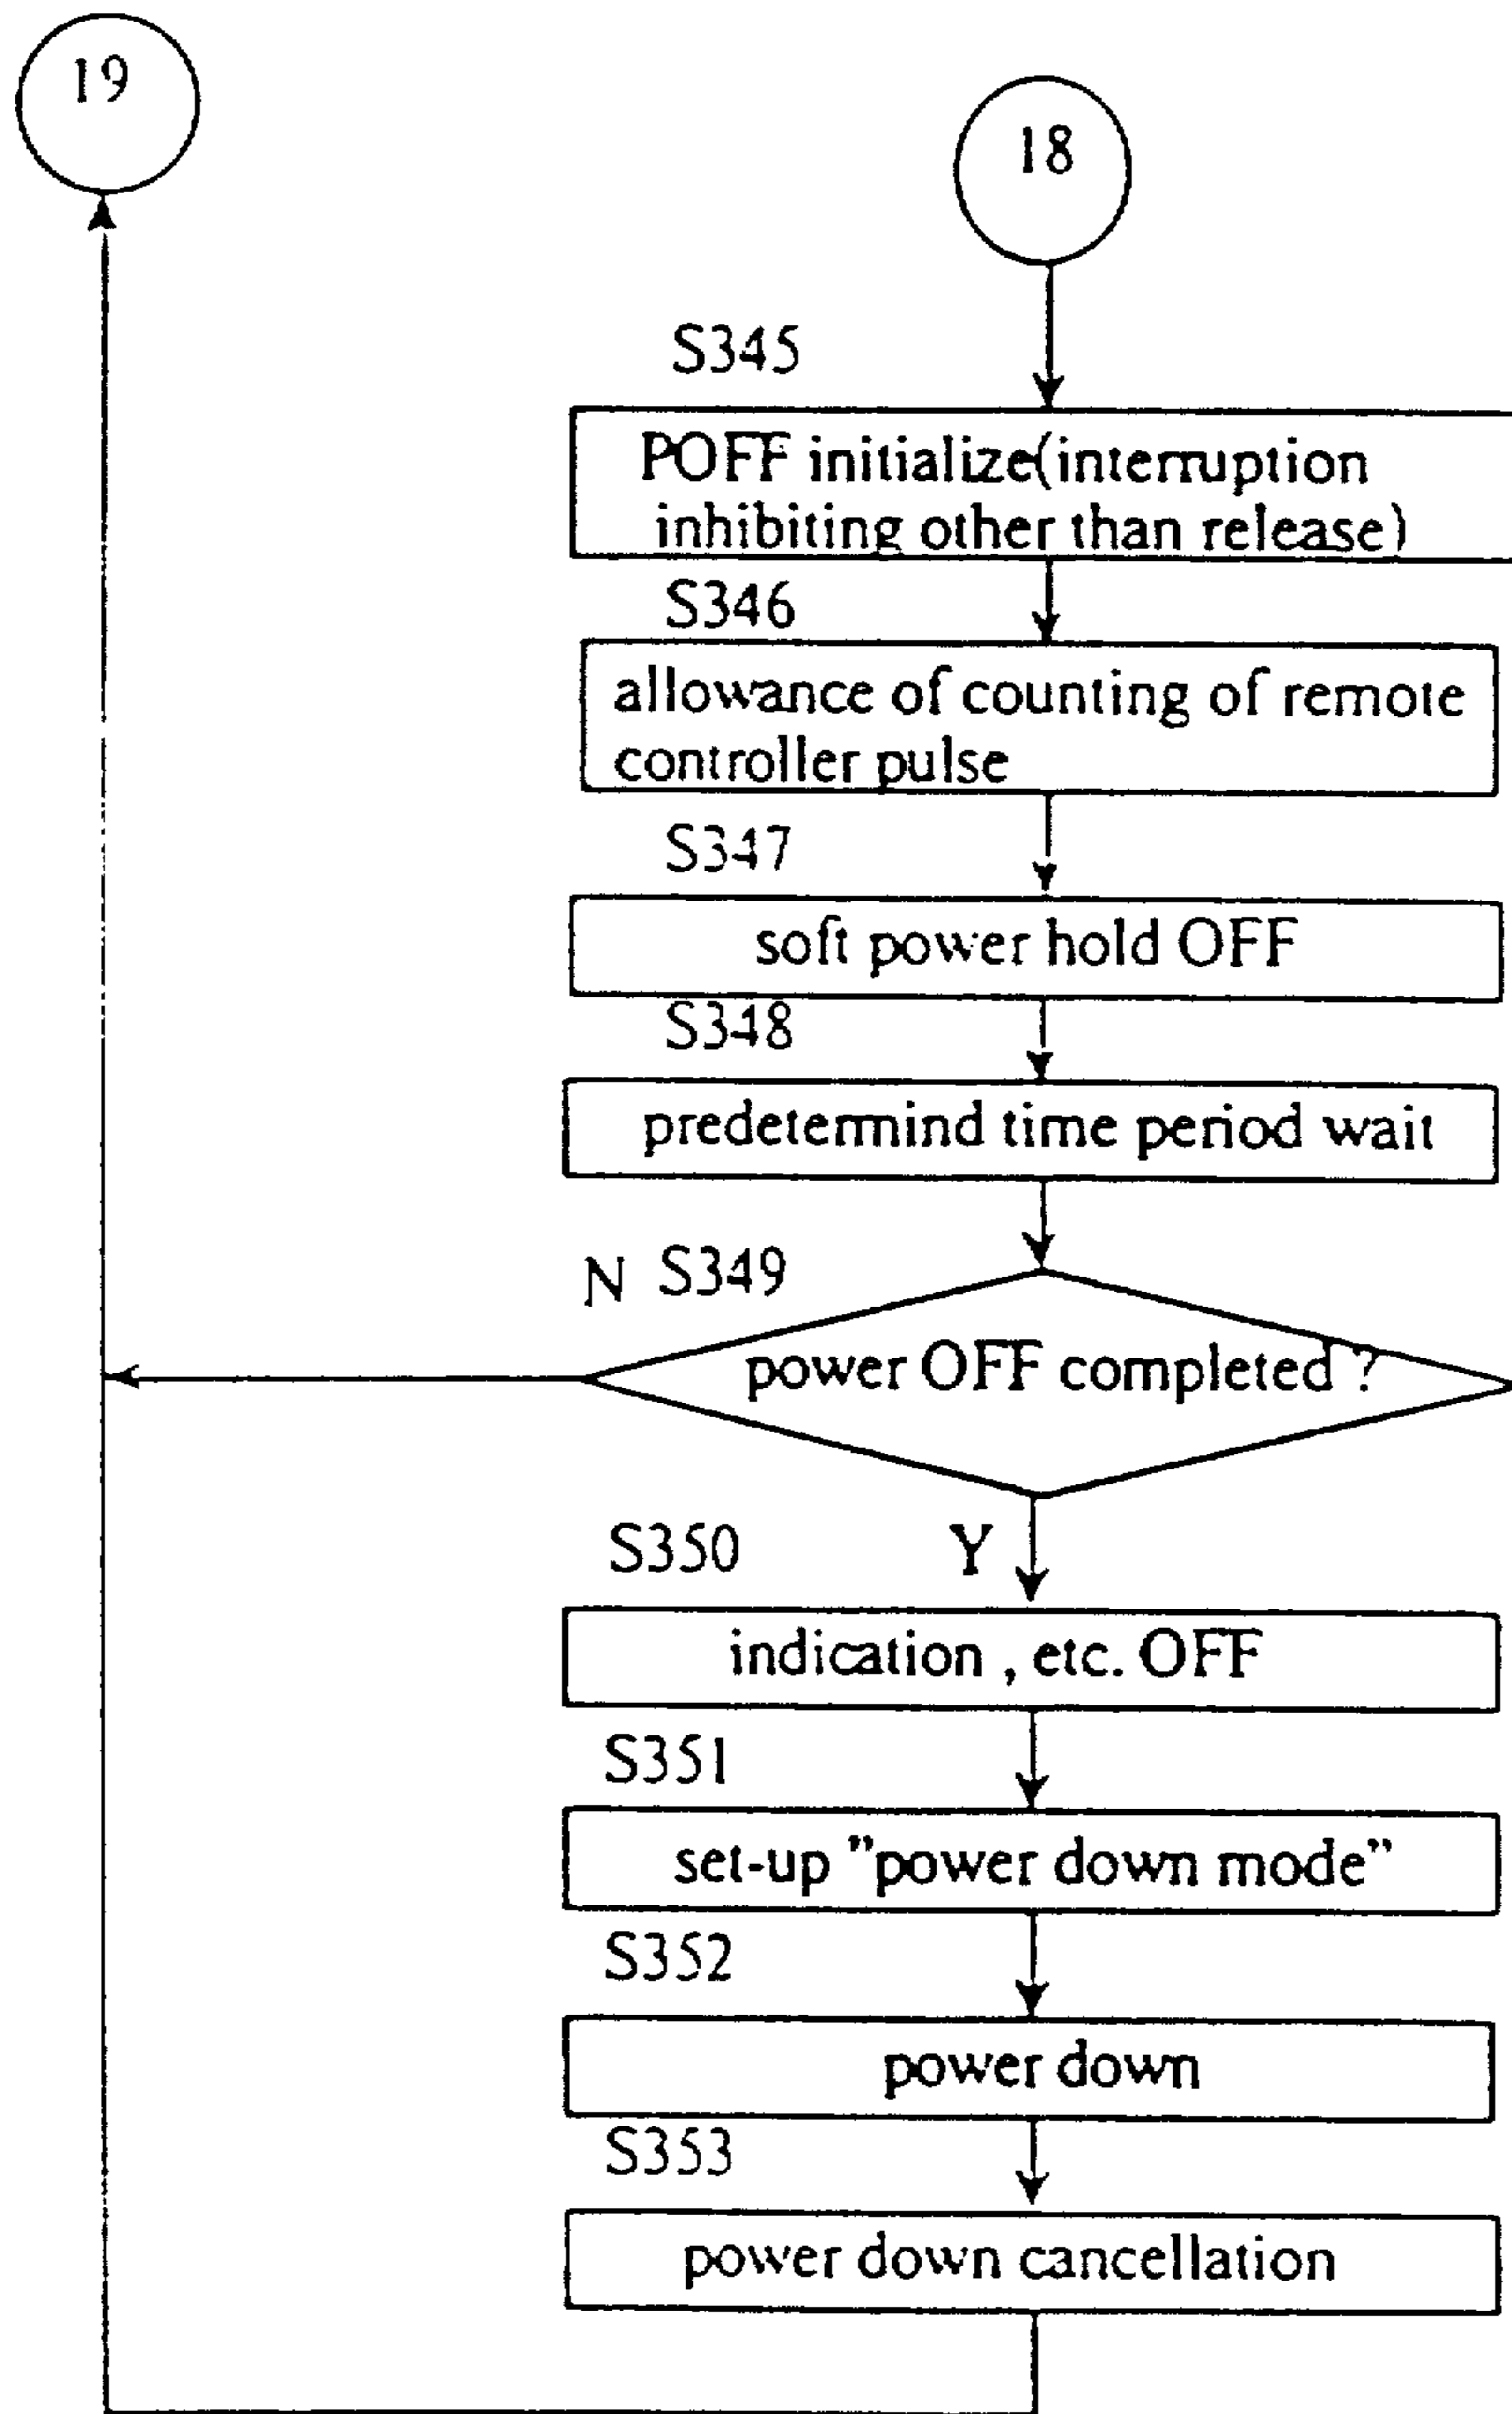 19
18
S345
POFF initialize(interruption
inhibiting other than release)
S346
allowance of counting of remote
controller pulse
S347
soft power hold OFF
S348
predetermind time period wait
N S349
power OFF completed ?
S350 Y
indication , etc. OFF
S351
set-up "power down mode"
S352
power down
S353
power down cancellation